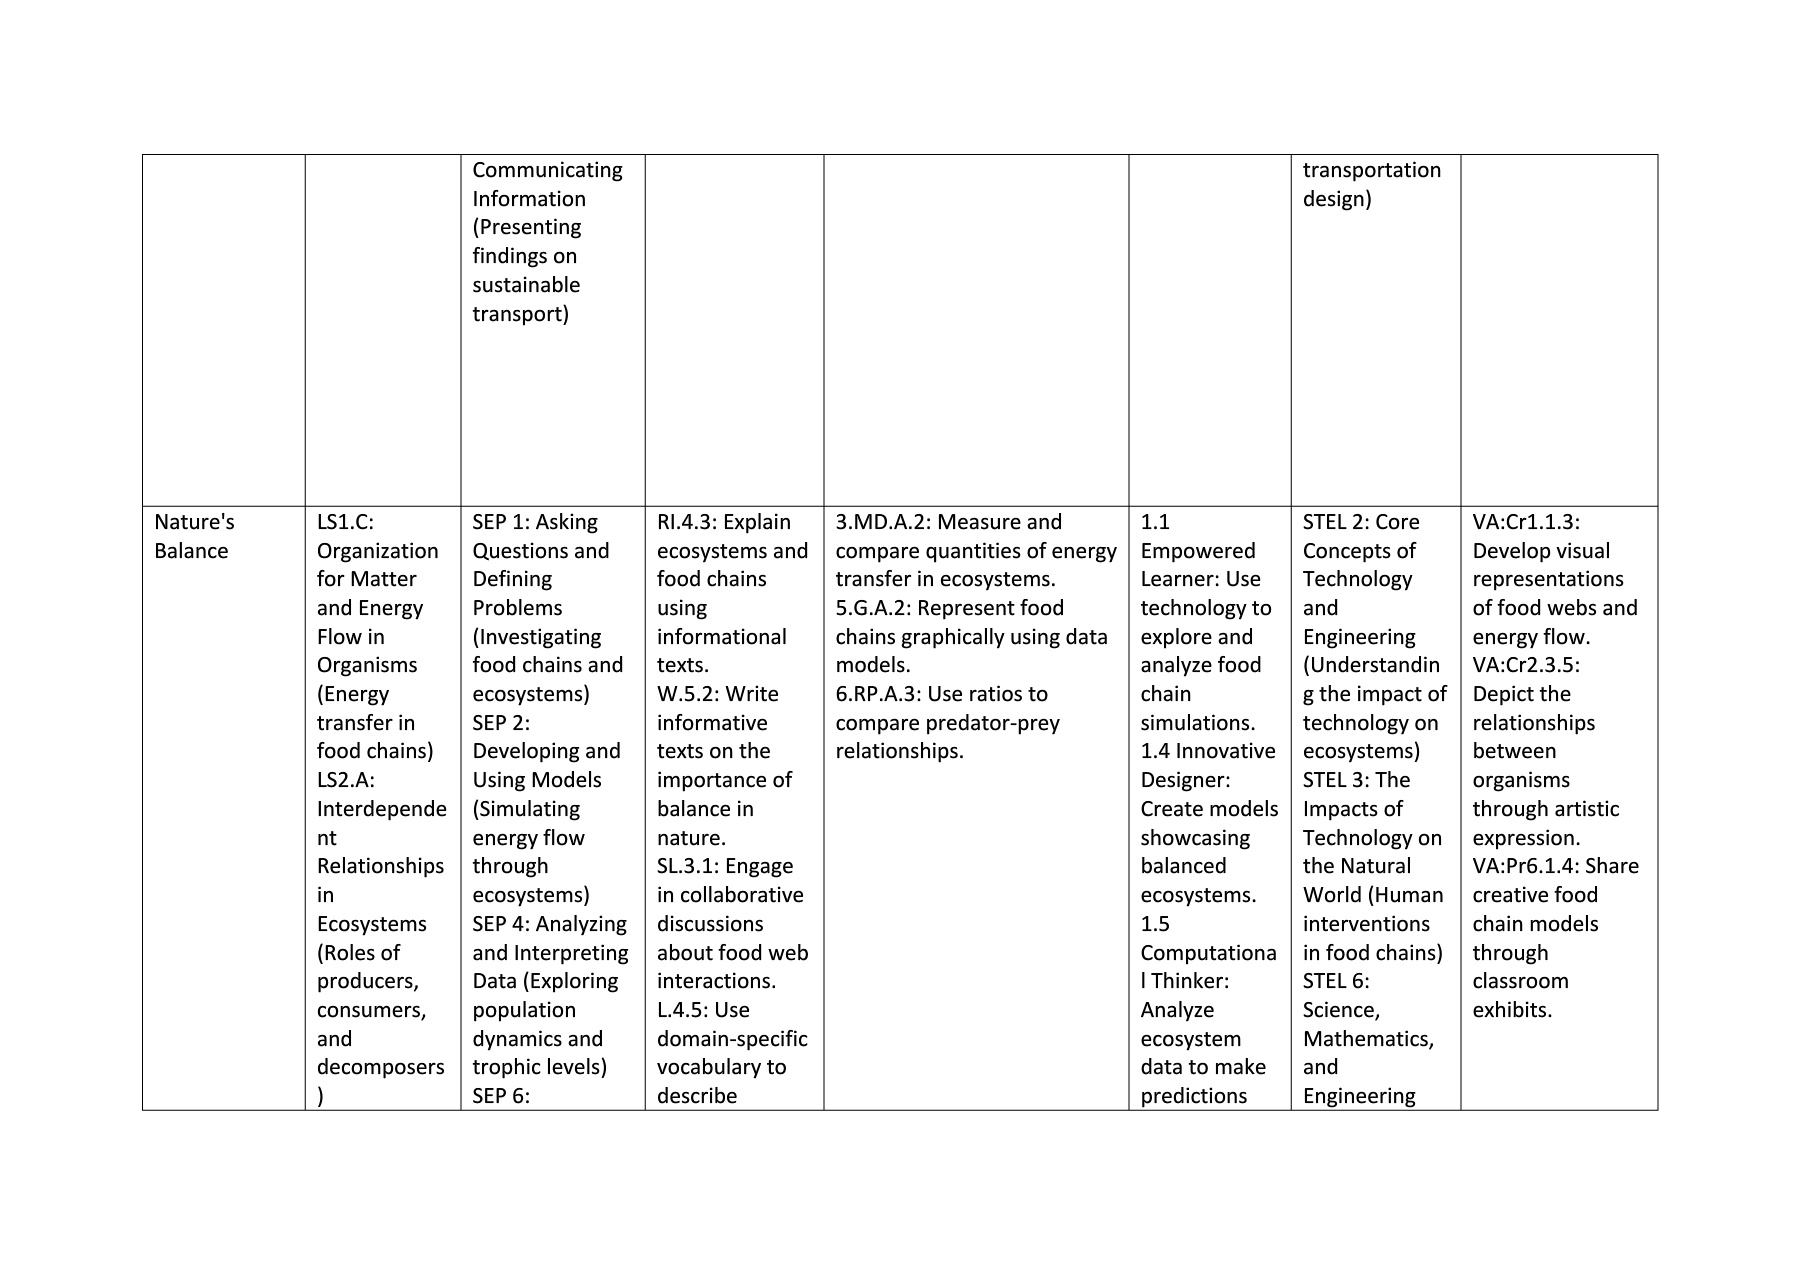 Communicating
Information
(Presenting
findings on
sustainable
transport)
transportation
design)
Nature's
Balance
LS1.C:
Organization
for Matter
and Energy
Flow in
Organisms
(Energy
transfer in
food chains)
LS2.A:
Interdepende
nt
Relationships
in
Ecosystems
(Roles of
producers,
consumers,
and
decomposers
)
SEP 1: Asking
Questions and
Defining
Problems
(Investigating
food chains and
ecosystems)
SEP 2:
Developing and
Using Models
(Simulating
energy flow
through
ecosystems)
SEP 4: Analyzing
and Interpreting
Data (Exploring
population
dynamics and
trophic levels)
SEP 6:
RI.4.3: Explain
ecosystems and
food chains
using
informational
texts.
W.5.2: Write
informative
texts on the
importance of
balance in
nature.
SL.3.1: Engage
in collaborative
discussions
about food web
interactions.
L.4.5: Use
domain-specific
vocabulary to
describe
3.MD.A.2: Measure and
compare quantities of energy
transfer in ecosystems.
5.G.A.2: Represent food
chains graphically using data
models.
6.RP.A.3: Use ratios to
compare predator-prey
relationships.
1.1
Empowered
Learner: Use
technology to
explore and
analyze food
chain
simulations.
1.4 Innovative
Designer:
Create models
showcasing
balanced
ecosystems.
1.5
Computationa
l Thinker:
Analyze
ecosystem
data to make
predictions
STEL 2: Core
Concepts of
Technology
and
Engineering
(Understandin
g the impact of
technology on
ecosystems)
STEL 3: The
Impacts of
Technology on
the Natural
World (Human
interventions
in food chains)
STEL 6:
Science,
Mathematics,
and
Engineering
VA:Cr1.1.3:
Develop visual
representations
of food webs and
energy flow.
VA:Cr2.3.5:
Depict the
relationships
between
organisms
through artistic
expression.
VA:Pr6.1.4: Share
creative food
chain models
through
classroom
exhibits.